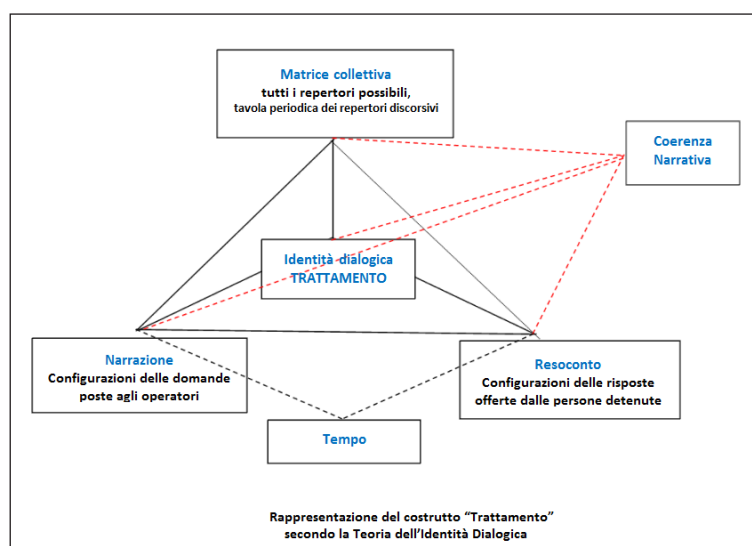 Matrice collettiva
tutti i repertori possibili,
tavola periodica dei repertori discorsivi
Coerenza
Narrativa
Identità dialogica
TRATTAMENTO
Narrazione
Configurazioni delle domande
poste agli operatori
Resoconto
Configurazioni delle risposte
offerte dalle persone detenute
Tempo
Rappresentazione del costrutto “Trattamento”
secondo la Teoria dell’Identità Dialogica